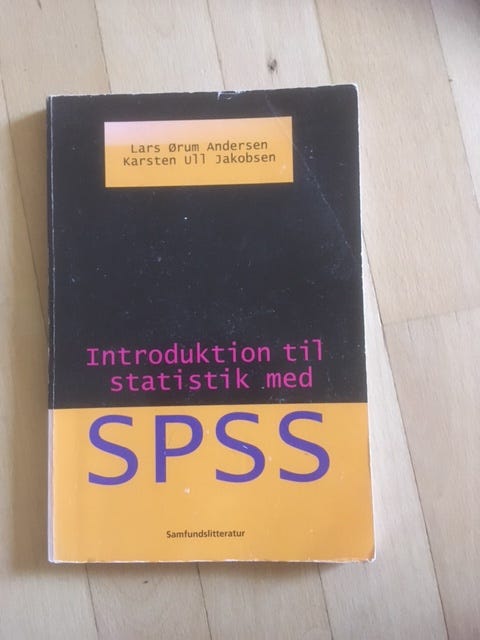 Lars Ørum Andersen
Karsten Ull Jakobsen
Introduktion til
statistik med
SPSS
Samfundslitteratur